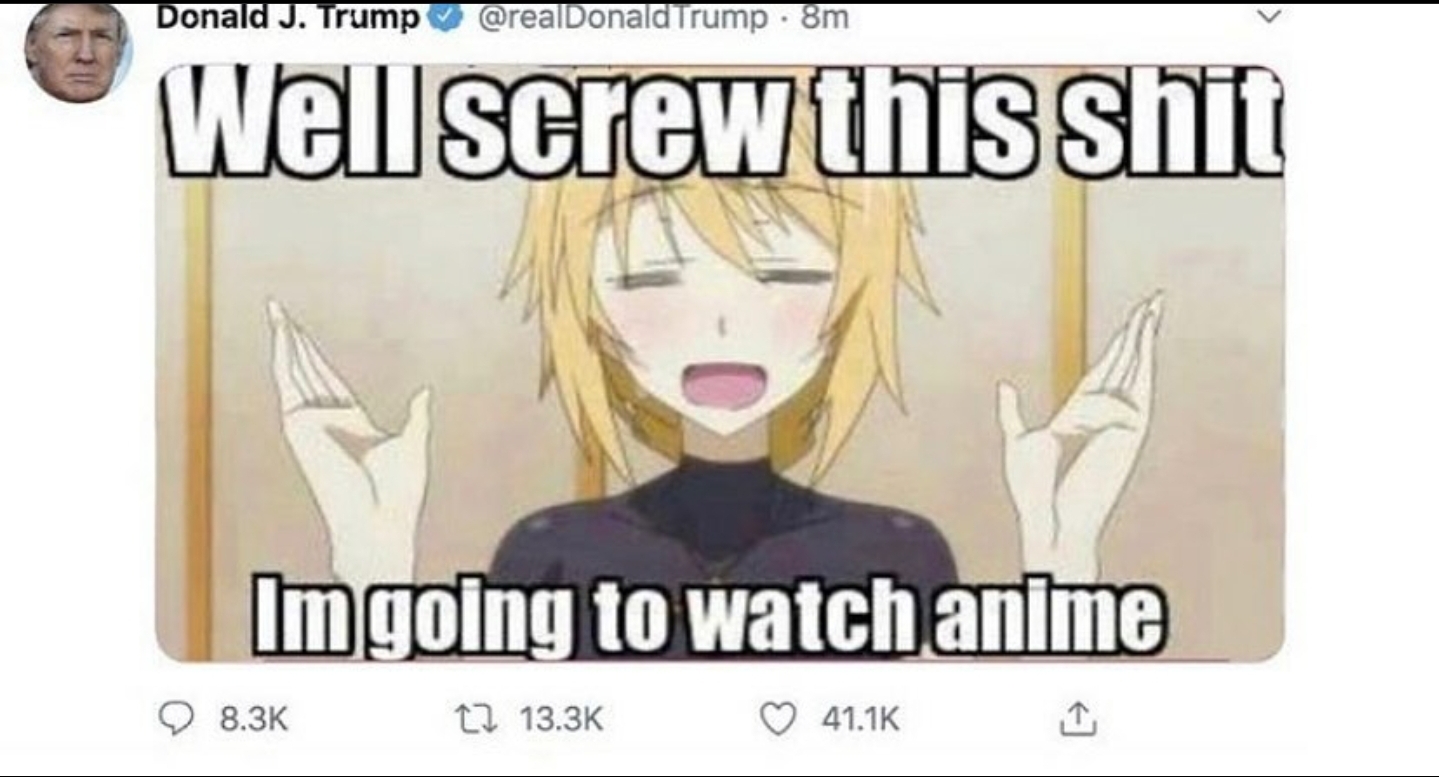 Donald J. Trump @realDonaldTrump · 8m
Well screw this shit
Im going to watch anime
8.3K 13.3K 41.1K